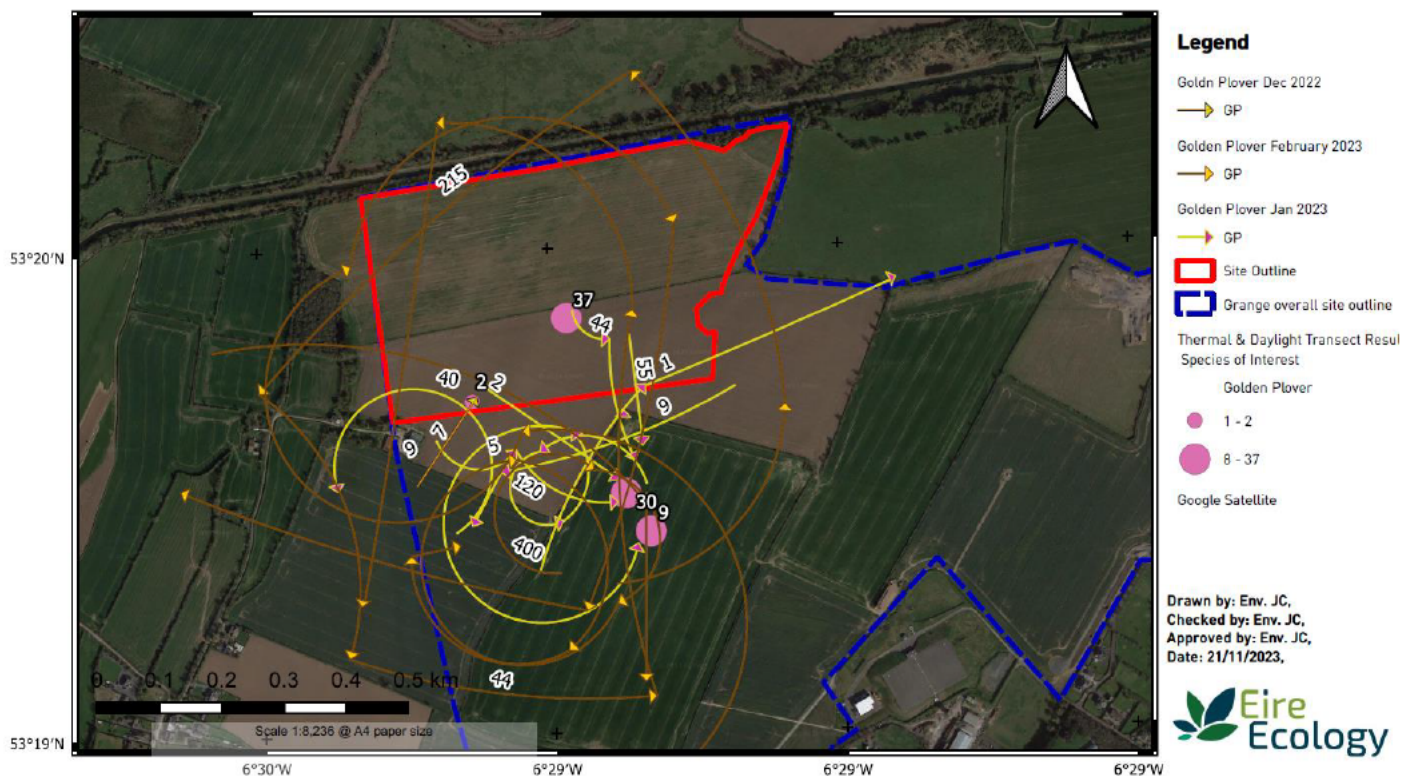 Legend
Goldn Plover Dec 2022
GP
Golden Plover February 2023
GP
Golden Plover Jan 2023
GP
Site Outline
Grange overall site outline
Thermal & Daylight Transect Resul
Species of Interest
Golden Plover
1 - 2
8 - 37
Google Satellite
Drawn by: Env. JC,
Checked by: Env. JC,
Approved by: Env. JC,
Date: 21/11/2023,
Eire
Ecology
215
53°20'N
37
44
55
1
40
2
2
9
7
9
5
120
30
9
400
44
0 0.1 0.2 0.3 0.4 0.5 km
Scale 1:8,236 @ A4 paper size
53°19'N
6°30'W 6°29'W 6°29'W 6°29'W